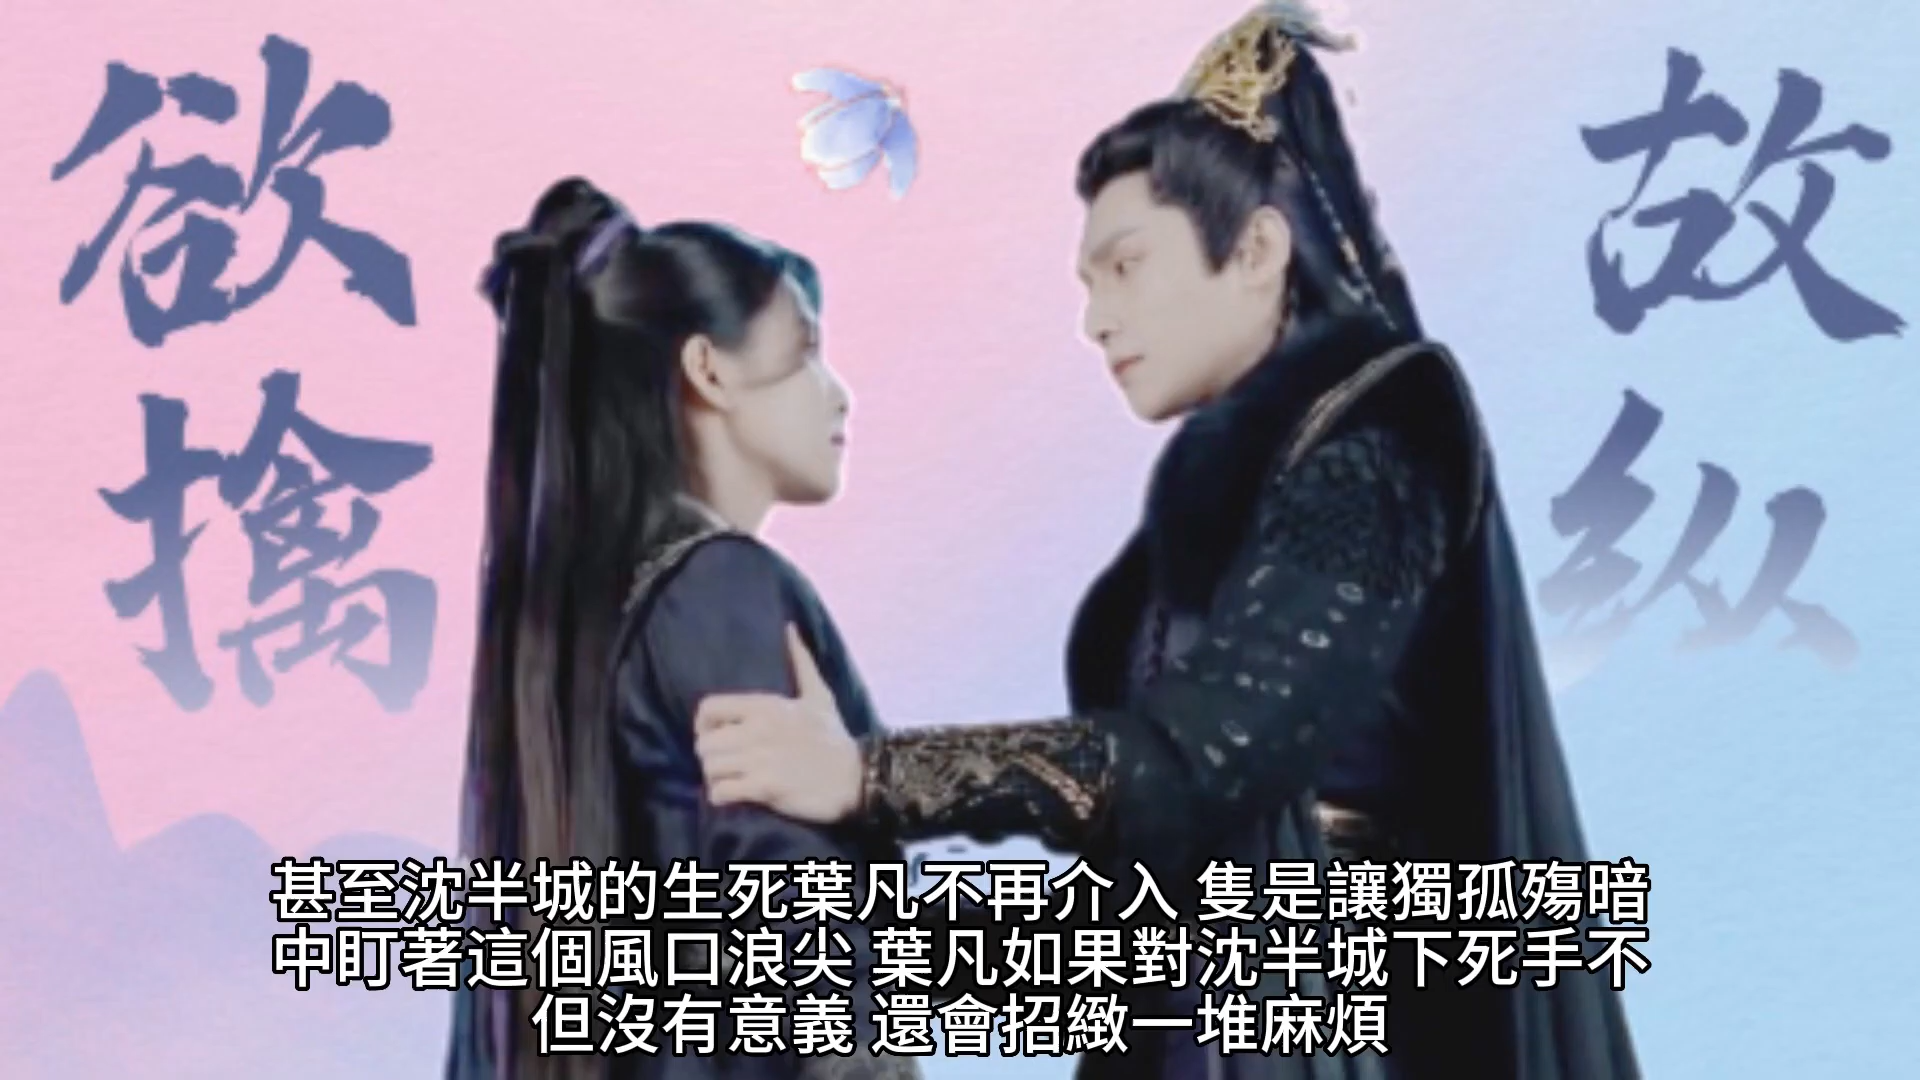 欲擒
故纵
甚至沈半城的生死葉凡不再介入 隻是讓獨孤殤暗
中盯著這個風口浪尖 葉凡如果對沈半城下死手不
但沒有意義 還會招緻一堆麻煩